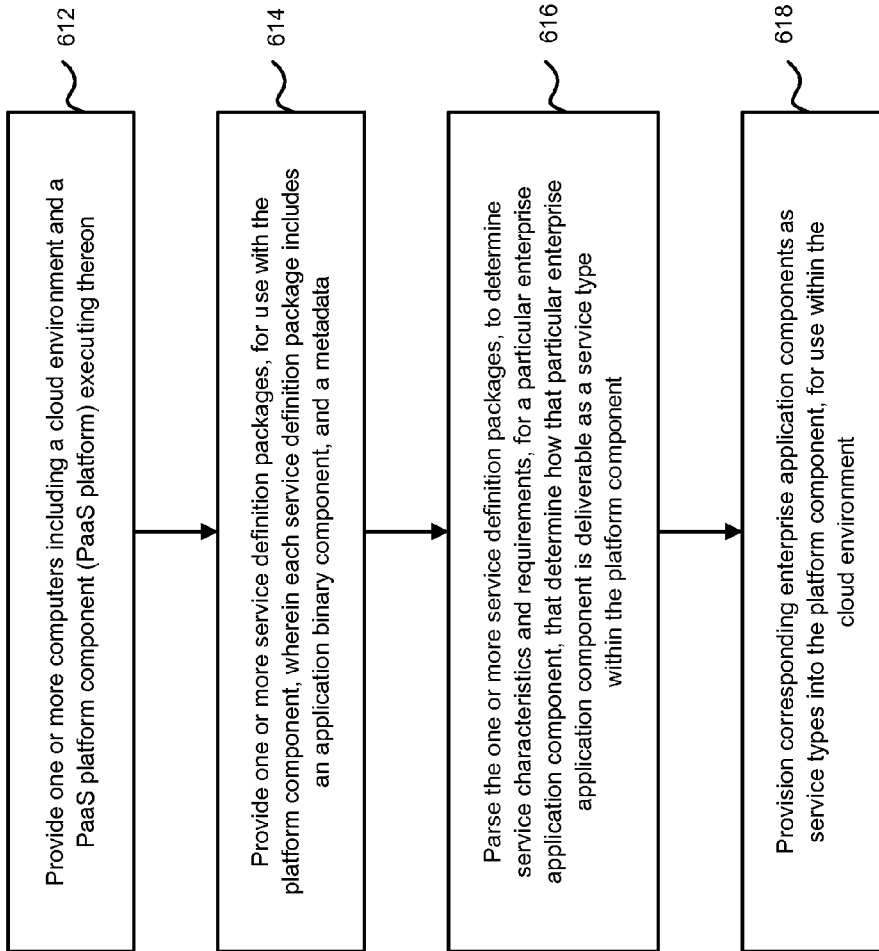 Provide one or more computers including a cloud environment and a
PaaS platform component (PaaS platform) executing thereon
612
Provide one or more service definition packages, for use with the
platform component, wherein each service definition package includes
an application binary component, and a metadata
614
Parse the one or more service definition packages, to determine
service characteristics and requirements, for a particular enterprise
application component, that determine how that particular enterprise
application component is deliverable as a service type
within the platform component
616
Provision corresponding enterprise application components as
service types into the platform component, for use within the
cloud environment
618